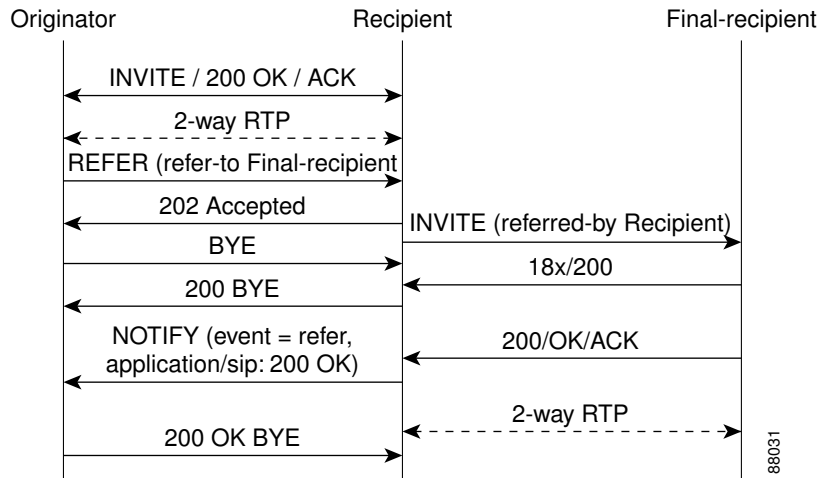 Originator
Recipient
Final-recipient
INVITE / 200 OK / ACK
2-way RTP
REFER (refer-to Final-recipient
202 Accepted
INVITE (referred-by Recipient)
BYE
18x/200
200 BYE
NOTIFY (event = refer,
application/sip: 200 OK)
200/OK/ACK
2-way RTP
200 OK BYE
88031